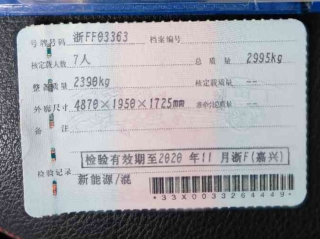 号牌号码 浙FF03363 档案编号
核定载人数 7人 总质量 2995kg
整备质量 2390kg 核定载质量 --
外廓尺寸 4870×1950×1725mm 准牵引总质量 --
备注
检验有效期至2020年11月浙F(嘉兴)
检验记录
新能源/混
*33X0033264449*